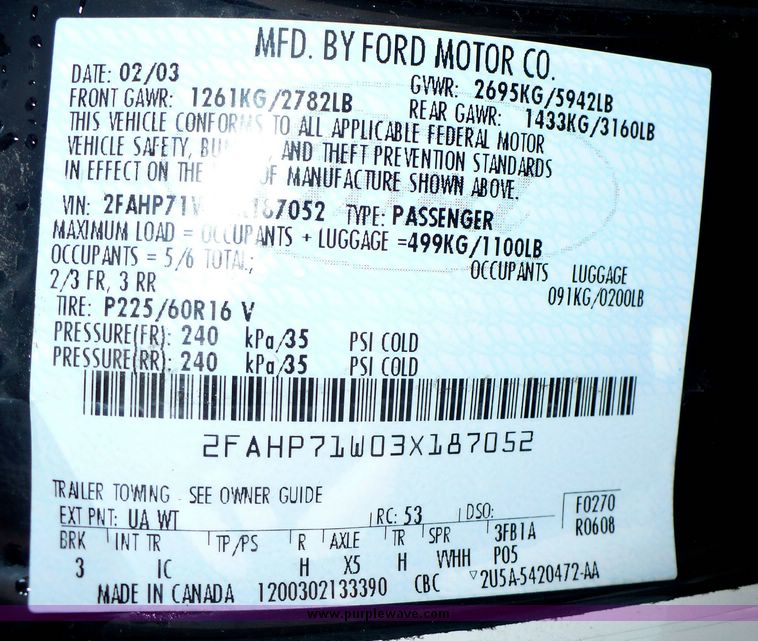 MFD. BY FORD MOTOR CO.
DATE: 02/03 GVWR: 2695KG/5942LB
FRONT GAWR: 1261KG/2782LB REAR GAWR: 1433KG/3160LB
THIS VEHICLE CONFORMS TO ALL APPLICABLE FEDERAL MOTOR
VEHICLE SAFETY, AND THEFT PREVENTION STANDARDS
IN EFFECT ON THE OF MANUFACTURE SHOWN ABOVE.
VIN: TYPE: PASSENGER
MAXIMUM LOAD = OCCUPANTS + LUGGAGE =499KG/1100LB
OCCUPANTS = 5/6 TOTAL; OCCUPANTS LUGGAGE
2/3 FR, 3 RR 091KG/0200LB
TIRE: P225/60R16 V
PRESSURE(FR): 240 kPa/35 PSI COLD
PRESSURE(RR): 240 kPa/35 PSI COLD
2FAHP71W03X187052
TRAILER TOWING - SEE OWNER GUIDE
EXT PNT: UA WT RC: 53 DSO: F0270
BRK INT TR TP/PS R AXLE TR SPR 3FB1A R0608
3 IC H X5 H VVHH P05
MADE IN CANADA 1200302133390 CBC ▽2U5A-5420472-AA
www.purplewave.com